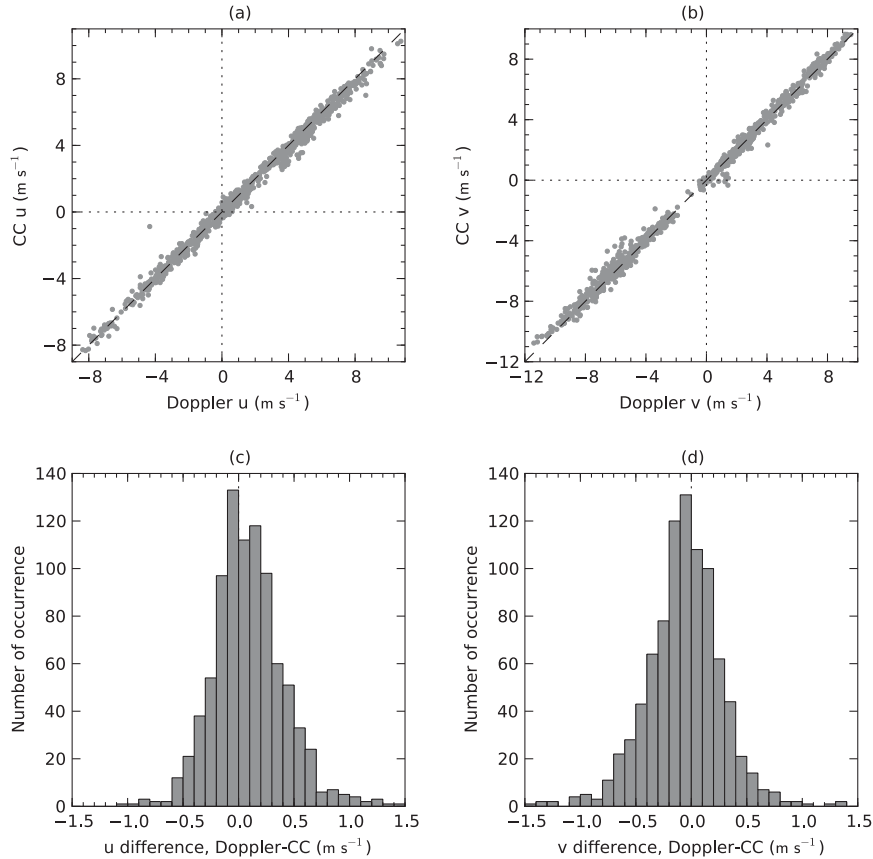 (a)
8
4
0
−4
−8
CC u (m s⁻¹)
−8 −4 0 4 8
Doppler u (m s⁻¹)
(b)
8
4
0
−4
−8
−12
CC v (m s⁻¹)
−12 −8 −4 0 4 8
Doppler v (m s⁻¹)
(c)
140
120
100
80
60
40
20
0
Number of occurrence
−1.5 −1.0 −0.5 0.0 0.5 1.0 1.5
u difference, Doppler-CC (m s⁻¹)
(d)
140
120
100
80
60
40
20
0
Number of occurrence
−1.5 −1.0 −0.5 0.0 0.5 1.0 1.5
v difference, Doppler-CC (m s⁻¹)